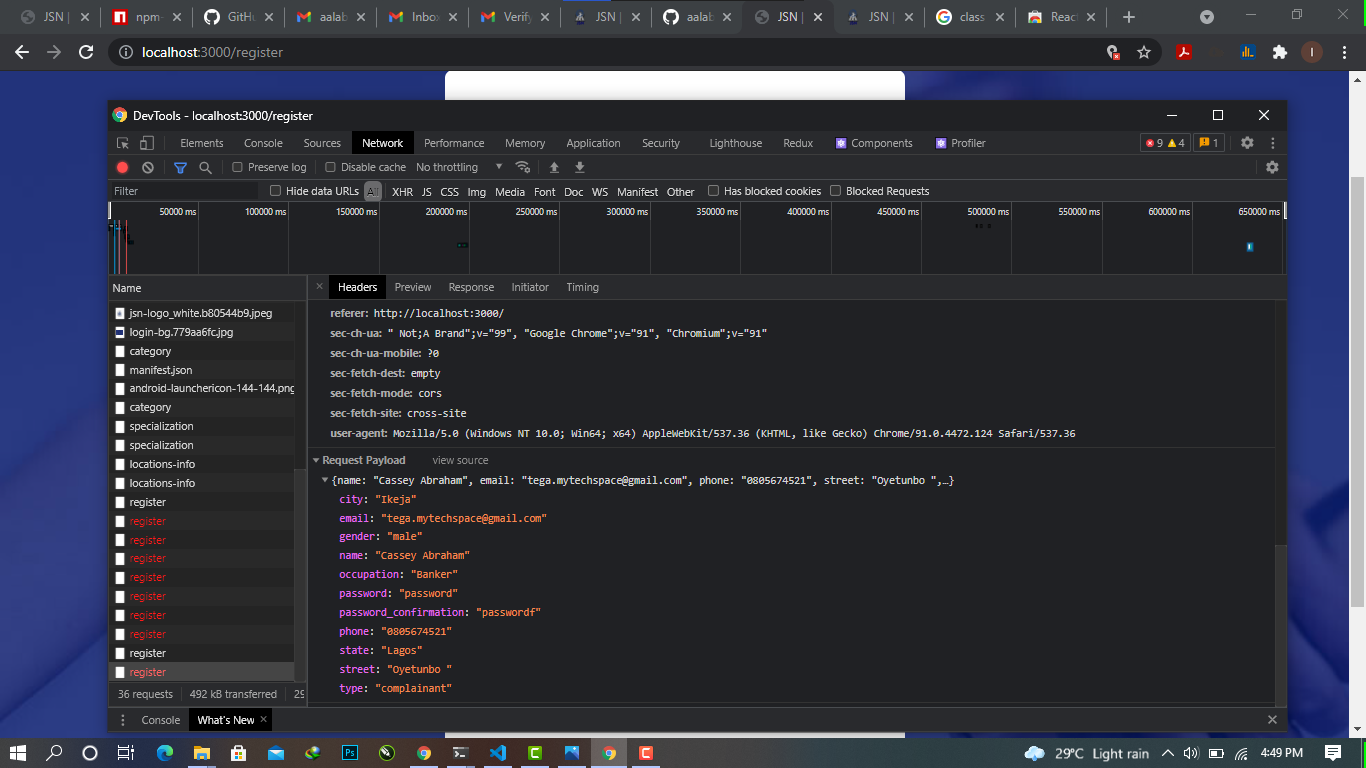 JSN |
npm-
GitHu
aalab
Inbox
Verify
JSN |
aalab
JSN |
JSN |
class
React
localhost:3000/register
I
DevTools - localhost:3000/register
Elements Console Sources Network Performance Memory Application Security Lighthouse Redux Components Profiler 9 4 1
Preserve log Disable cache No throttling
Filter Hide data URLs All XHR JS CSS Img Media Font Doc WS Manifest Other Has blocked cookies Blocked Requests
50000 ms 100000 ms 150000 ms 200000 ms 250000 ms 300000 ms 350000 ms 400000 ms 450000 ms 500000 ms 550000 ms 600000 ms 650000 ms
Name
jsn-logo_white.b80544b9.jpeg
login-bg.779aa6fc.jpg
category
manifest.json
android-launchericon-144-144.png
category
specialization
specialization
locations-info
locations-info
register
register
register
register
register
register
register
register
register
register
36 requests 492 kB transferred 29
Headers Preview Response Initiator Timing
referer: http://localhost:3000/
sec-ch-ua: " Not;A Brand";v="99", "Google Chrome";v="91", "Chromium";v="91"
sec-ch-ua-mobile: ?0
sec-fetch-dest: empty
sec-fetch-mode: cors
sec-fetch-site: cross-site
user-agent: Mozilla/5.0 (Windows NT 10.0; Win64; x64) AppleWebKit/537.36 (KHTML, like Gecko) Chrome/91.0.4472.124 Safari/537.36
Request Payload view source
{name: "Cassey Abraham", email: "tega.mytechspace@gmail.com", phone: "0805674521", street: "Oyetunbo ",…}
city: "Ikeja"
email: "tega.mytechspace@gmail.com"
gender: "male"
name: "Cassey Abraham"
occupation: "Banker"
password: "password"
password_confirmation: "passwordf"
phone: "0805674521"
state: "Lagos"
street: "Oyetunbo "
type: "complainant"
Console What's New
Ps
29°C Light rain 4:49 PM